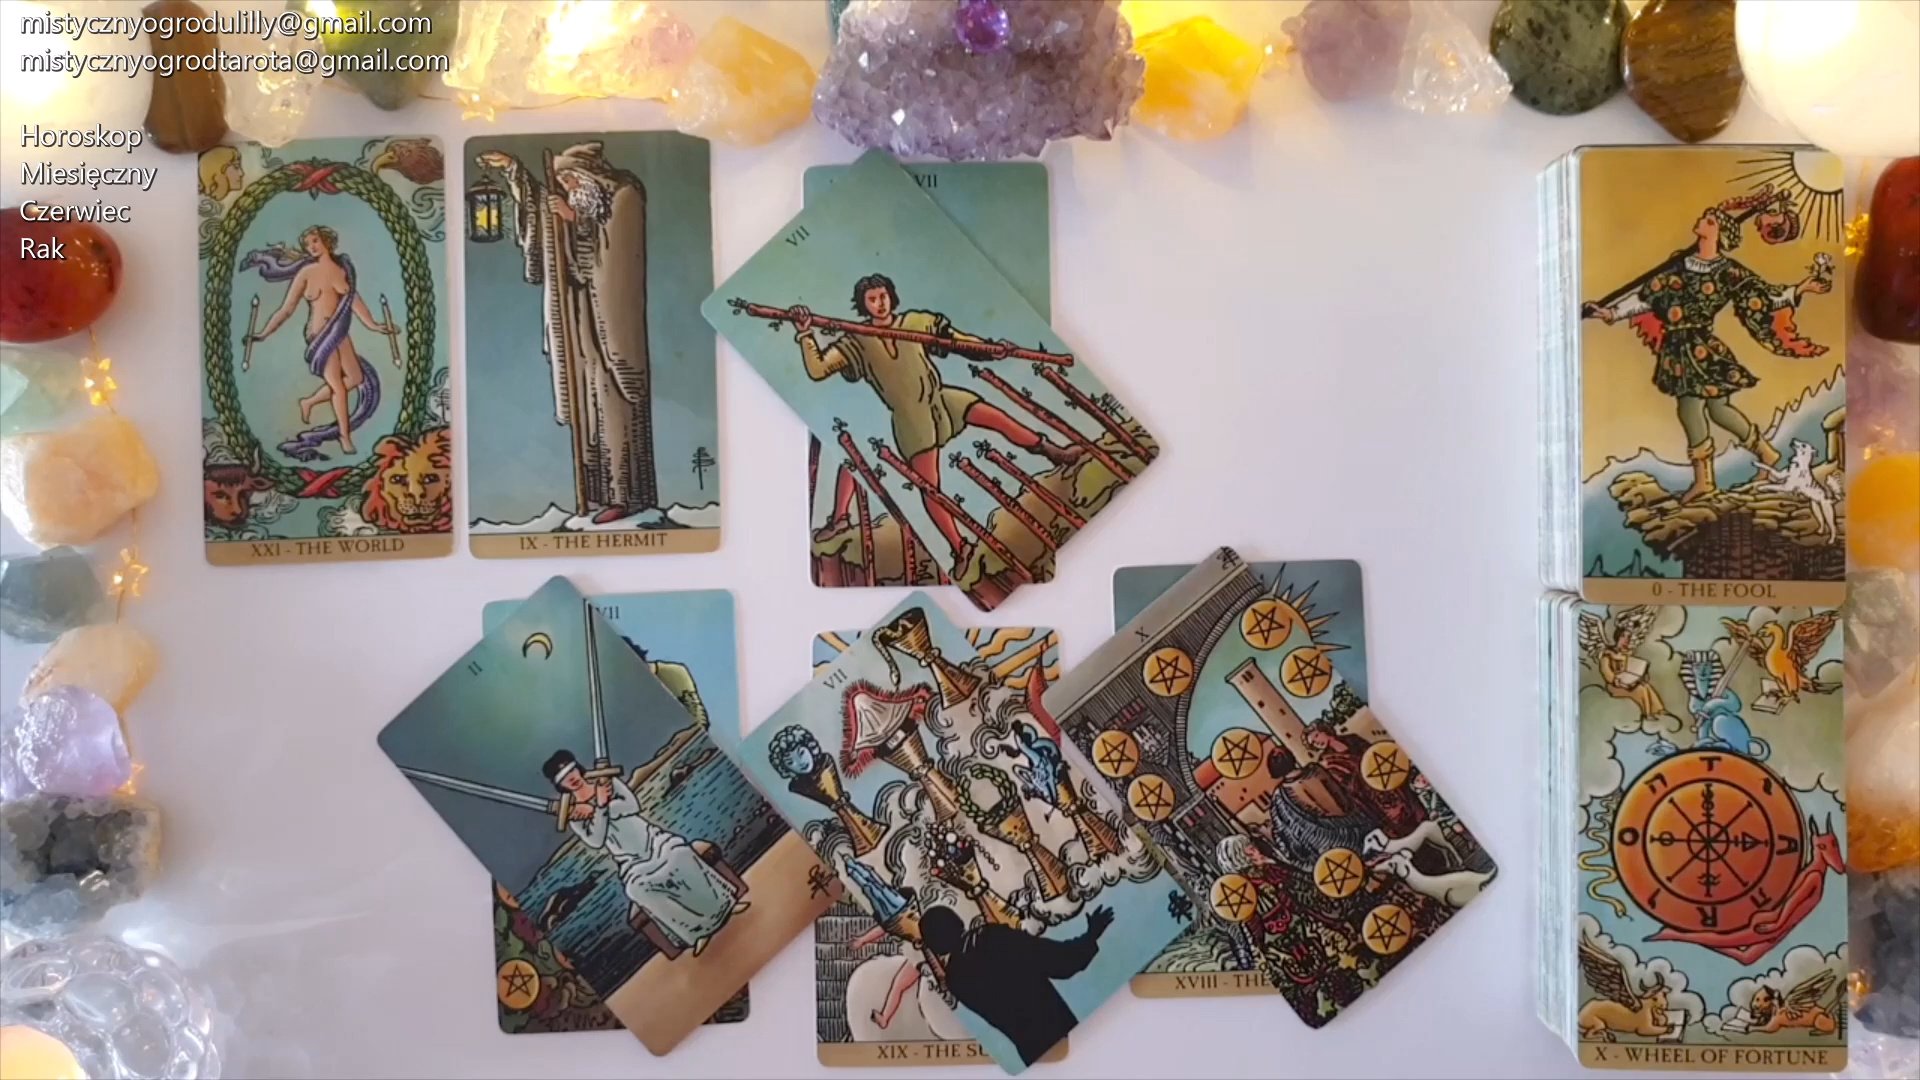 mistycznyogrodulilly@gmail.com
mistycznyogrodtarota@gmail.com
Horoskop
Miesięczny
Czerwiec
Rak
XXI - THE WORLD
IX - THE HERMIT
VII
VII
0 - THE FOOL
II
VII
VII
X
XVIII - THE
XIX - THE SU
X - WHEEL OF FORTUNE